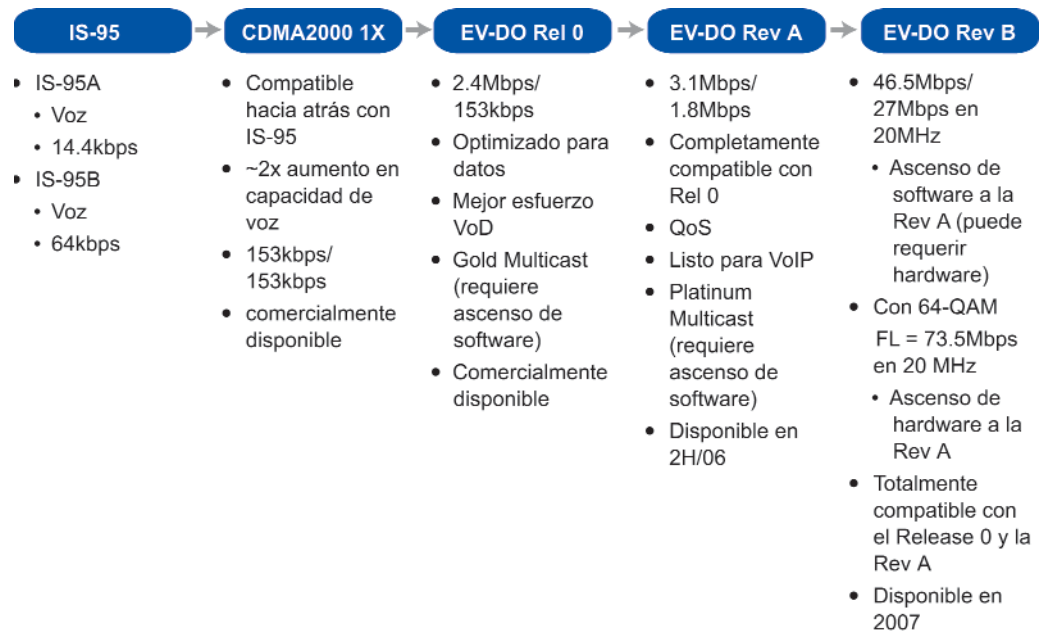 IS-95
CDMA2000 1X
EV-DO Rel 0
EV-DO Rev A
EV-DO Rev B
• IS-95A
• Voz
• 14.4kbps
• IS-95B
• Voz
• 64kbps
• Compatible
hacia atrás con
IS-95
• ~2x aumento en
capacidad de
voz
• 153kbps/
153kbps
• comercialmente
disponible
• 2.4Mbps/
153kbps
• Optimizado para
datos
• Mejor esfuerzo
VoD
• Gold Multicast
(requiere
ascenso de
software)
• Comercialmente
disponible
• 3.1Mbps/
1.8Mbps
• Completamente
compatible con
Rel 0
• QoS
• Listo para VoIP
• Platinum
Multicast
(requiere
ascenso de
software)
• Disponible en
2H/06
• 46.5Mbps/
27Mbps en
20MHz
• Ascenso de
software a la
Rev A (puede
requerir
hardware)
• Con 64-QAM
FL = 73.5Mbps
en 20 MHz
• Ascenso de
hardware a la
Rev A
• Totalmente
compatible con
el Release 0 y la
Rev A
• Disponible en
2007